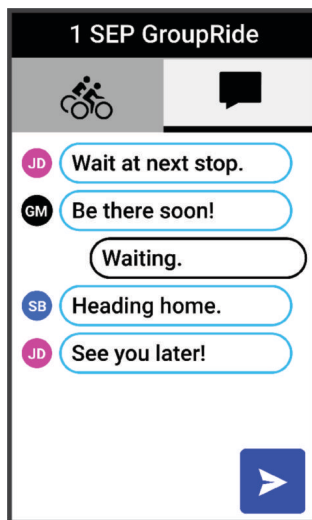 1 SEP GroupRide
JD Wait at next stop.
GM Be there soon!
Waiting.
SB Heading home.
JD See you later!